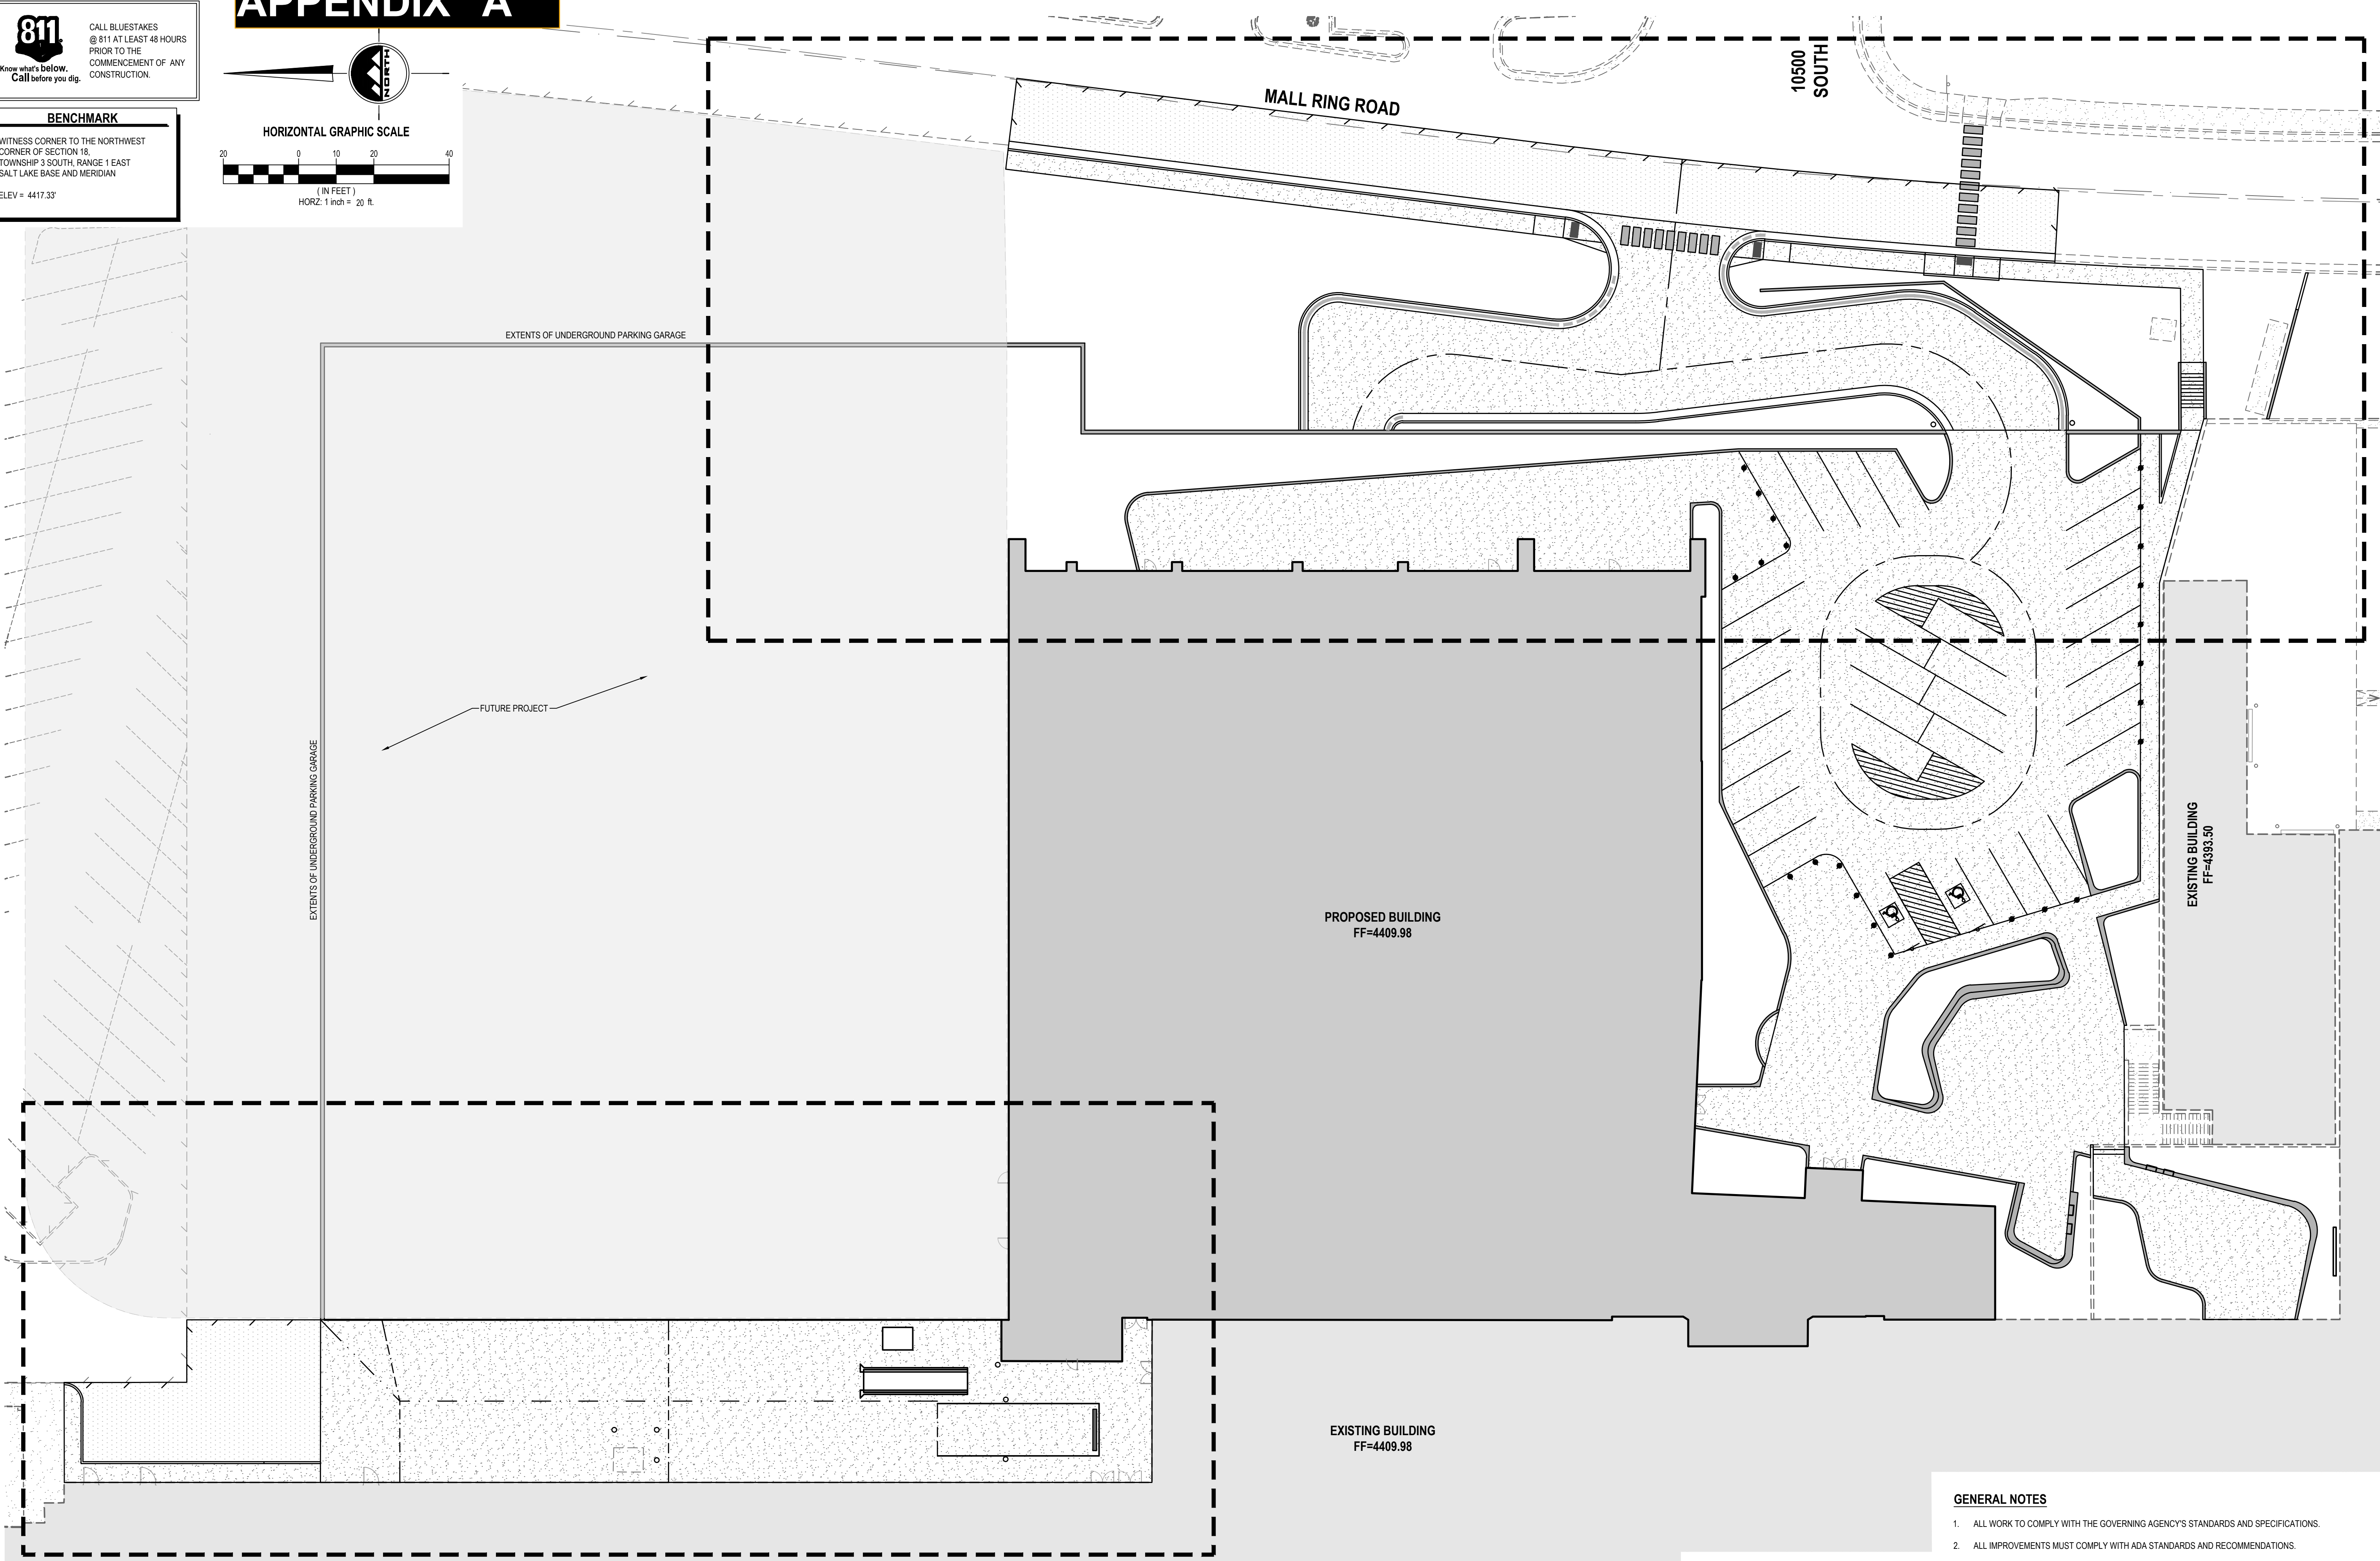 APPENDIX "A"
811
Know what's below.
Call before you dig.
CALL BLUESTAKES
@ 811 AT LEAST 48 HOURS
PRIOR TO THE
COMMENCEMENT OF ANY
CONSTRUCTION.
BENCHMARK
WITNESS CORNER TO THE NORTHWEST
CORNER OF SECTION 18,
TOWNSHIP 3 SOUTH, RANGE 1 EAST
SALT LAKE BASE AND MERIDIAN
ELEV = 4417.33'
NORTH
HORIZONTAL GRAPHIC SCALE
20 0 10 20 40
( IN FEET )
HORZ: 1 inch = 20 ft.
MALL RING ROAD
10500
SOUTH
EXTENTS OF UNDERGROUND PARKING GARAGE
EXTENTS OF UNDERGROUND PARKING GARAGE
FUTURE PROJECT
PROPOSED BUILDING
FF=4409.98
EXISTING BUILDING
FF=4393.50
EXISTING BUILDING
FF=4409.98
GENERAL NOTES
1. ALL WORK TO COMPLY WITH THE GOVERNING AGENCY'S STANDARDS AND SPECIFICATIONS.
2. ALL IMPROVEMENTS MUST COMPLY WITH ADA STANDARDS AND RECOMMENDATIONS.